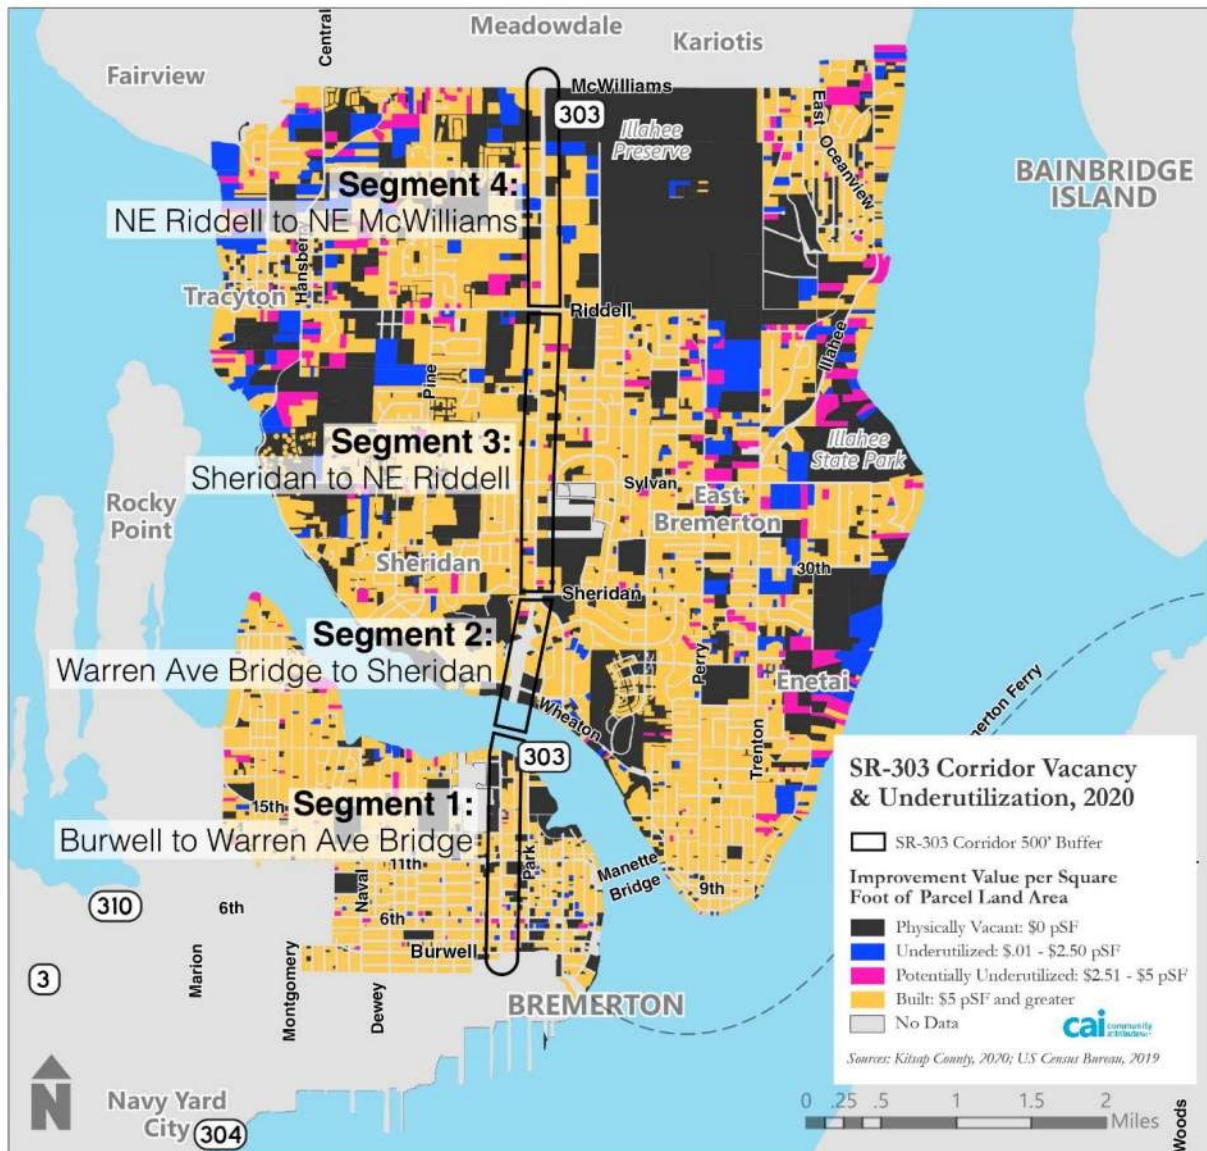 Meadowdale
Kariotis
Fairview
Central
McWilliams
303
Illahee
Preserve
East
Oceanview
BAINBRIDGE
ISLAND
Segment 4:
NE Riddell to NE McWilliams
Hansberry
Tracyton
Riddell
Illahee
Pine
Segment 3:
Sheridan to NE Riddell
Illahee
State Park
Rocky
Point
Sylvan
East
Bremerton
Sheridan
30th
Sheridan
Segment 2:
Warren Ave Bridge to Sheridan
Perry
Enetai
Wheaton
Trenton
merton Ferry
303
Segment 1:
Burwell to Warren Ave Bridge
15th
11th
Park
Manette
Bridge
9th
Naval
6th
6th
310
Burwell
3
Marion
Montgomery
Dewey
BREMERTON
Navy Yard
City
304
N
SR-303 Corridor Vacancy
& Underutilization, 2020
SR-303 Corridor 500' Buffer
Improvement Value per Square
Foot of Parcel Land Area
Physically Vacant: $0 pSF
Underutilized: $.01 - $2.50 pSF
Potentially Underutilized: $2.51 - $5 pSF
Built: $5 pSF and greater
No Data
cai community
attributes
Sources: Kitsap County, 2020; US Census Bureau, 2019
0 .25 .5 1 1.5 2
Miles
Woods